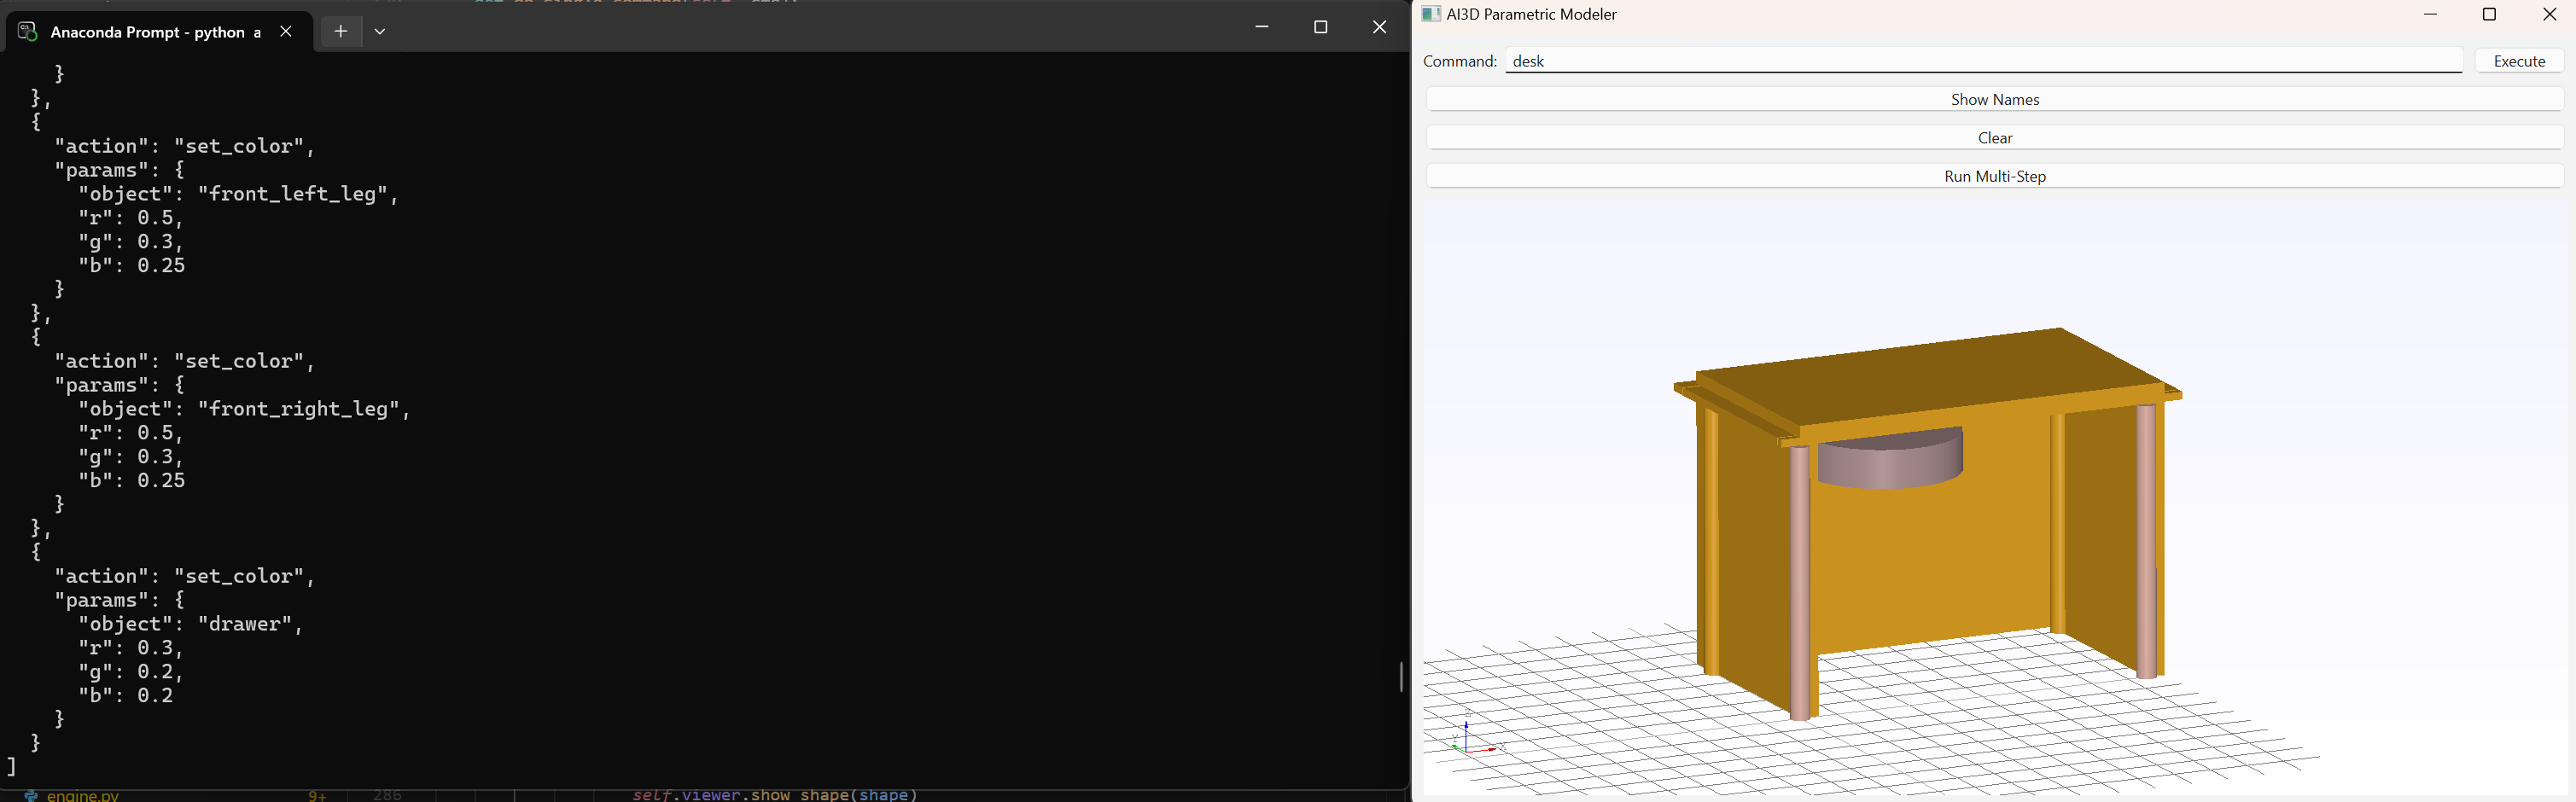 Anaconda Prompt - python  a
    }
  },
  {
    "action": "set_color",
    "params": {
      "object": "front_left_leg",
      "r": 0.5,
      "g": 0.3,
      "b": 0.25
    }
  },
  {
    "action": "set_color",
    "params": {
      "object": "front_right_leg",
      "r": 0.5,
      "g": 0.3,
      "b": 0.25
    }
  },
  {
    "action": "set_color",
    "params": {
      "object": "drawer",
      "r": 0.3,
      "g": 0.2,
      "b": 0.2
    }
  }
]
engine.py 9+ 286 self.viewer.show_shape(shape)
AI3D Parametric Modeler
Command: desk Execute
Show Names
Clear
Run Multi-Step
Z
Y
X